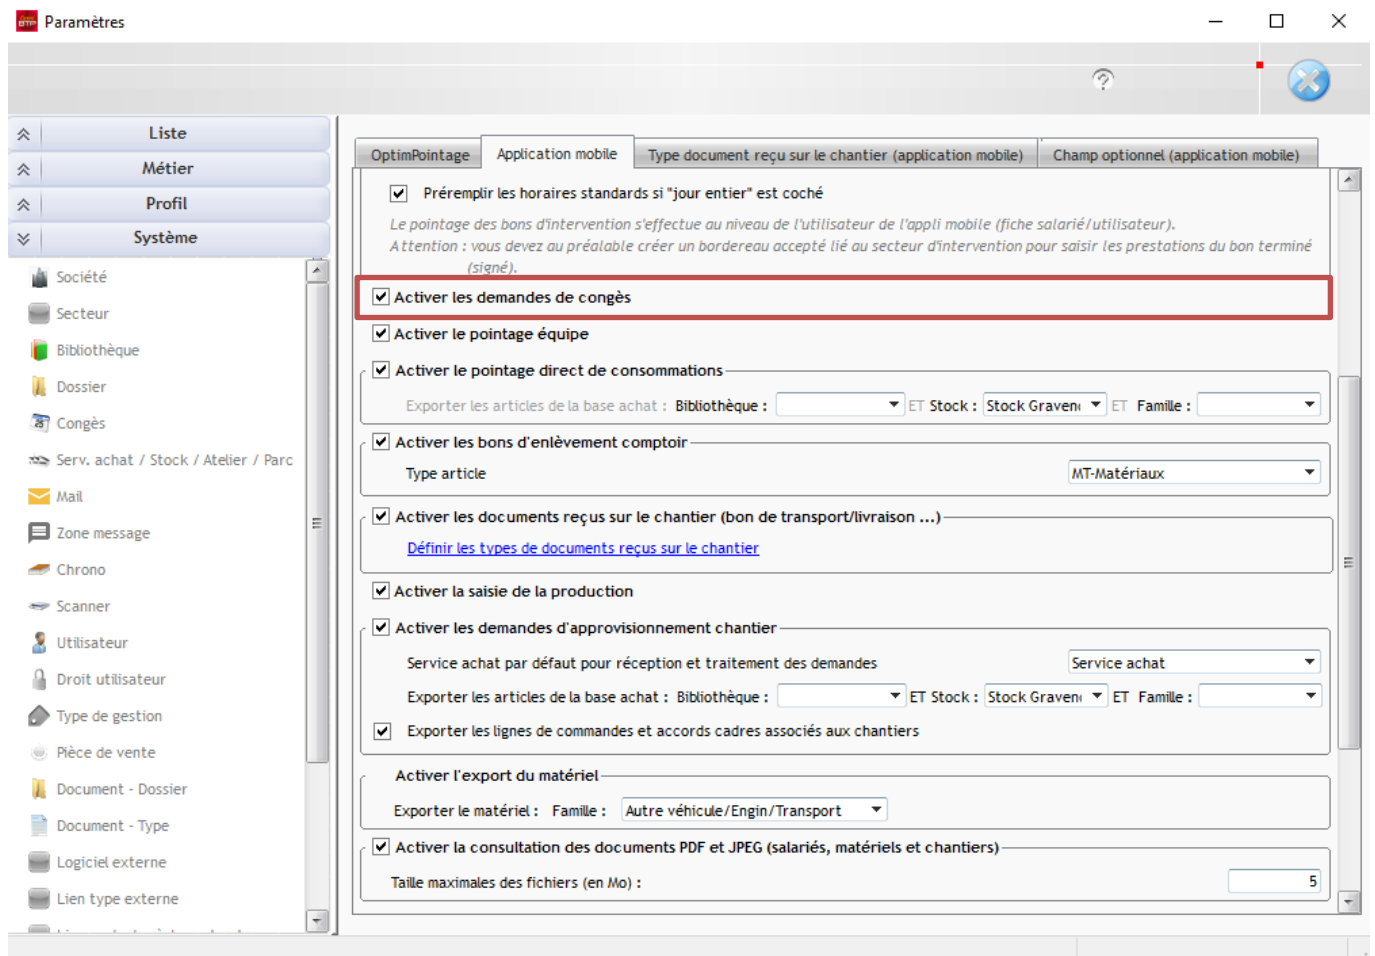 Paramètres
Liste
Métier
Profil
Système
Société
Secteur
Bibliothèque
Dossier
Congès
Serv. achat / Stock / Atelier / Parc
Mail
Zone message
Chrono
Scanner
Utilisateur
Droit utilisateur
Type de gestion
Pièce de vente
Document - Dossier
Document - Type
Logiciel externe
Lien type externe
OptimPointage Application mobile Type document reçu sur le chantier (application mobile) Champ optionnel (application mobile)
Préremplir les horaires standards si "jour entier" est coché
Le pointage des bons d'intervention s'effectue au niveau de l'utilisateur de l'appli mobile (fiche salarié/utilisateur).
Attention : vous devez au préalable créer un bordereau accepté lié au secteur d'intervention pour saisir les prestations du bon terminé
(signé).
Activer les demandes de congès
Activer le pointage équipe
Activer le pointage direct de consommations
Exporter les articles de la base achat : Bibliothèque : ET Stock : Stock Graven ET Famille :
Activer les bons d'enlèvement comptoir
Type article MT-Matériaux
Activer les documents reçus sur le chantier (bon de transport/livraison ...)
Définir les types de documents reçus sur le chantier
Activer la saisie de la production
Activer les demandes d'approvisionnement chantier
Service achat par défaut pour réception et traitement des demandes Service achat
Exporter les articles de la base achat : Bibliothèque : ET Stock : Stock Graven ET Famille :
Exporter les lignes de commandes et accords cadres associés aux chantiers
Activer l'export du matériel
Exporter le matériel : Famille : Autre véhicule/Engin/Transport
Activer la consultation des documents PDF et JPEG (salariés, matériels et chantiers)
Taille maximales des fichiers (en Mo) : 5